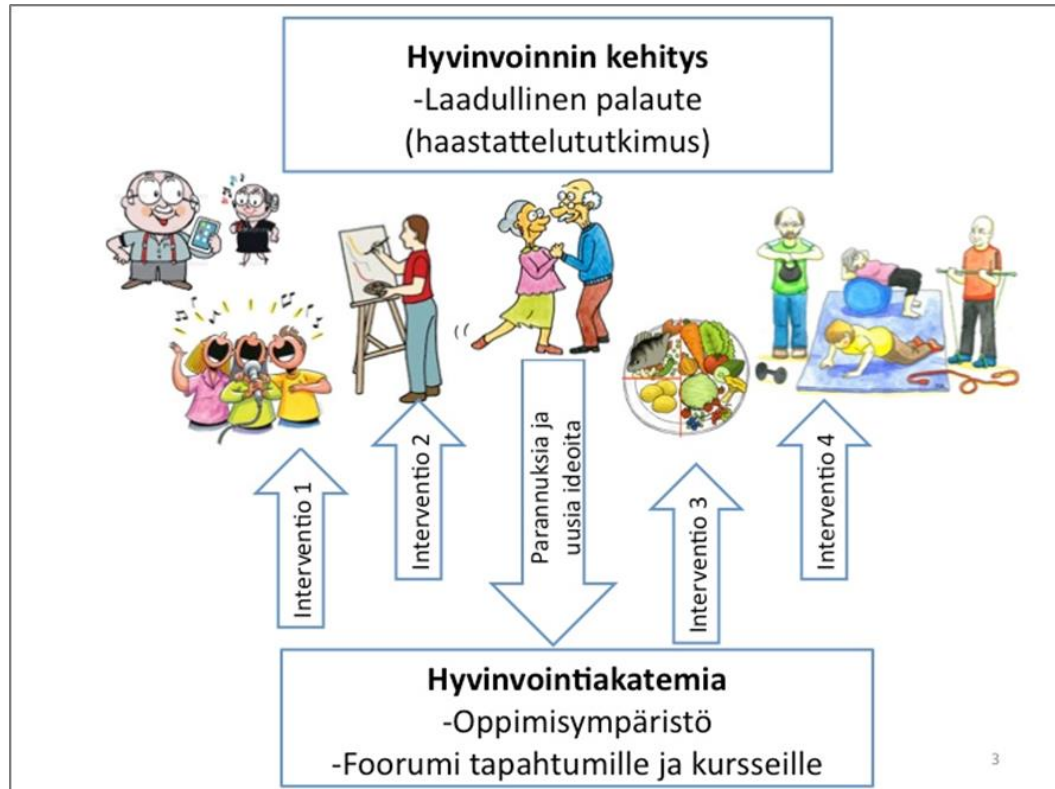 Hyvinvoinnin kehitys
-Laadullinen palaute
(haastattelututkimus)
Interventio 1
Interventio 2
Parannuksia ja
uusia ideoita
Interventio 3
Interventio 4
Hyvinvointiakatemia
-Oppimisympäristö
-Foorumi tapahtumille ja kursseille
3